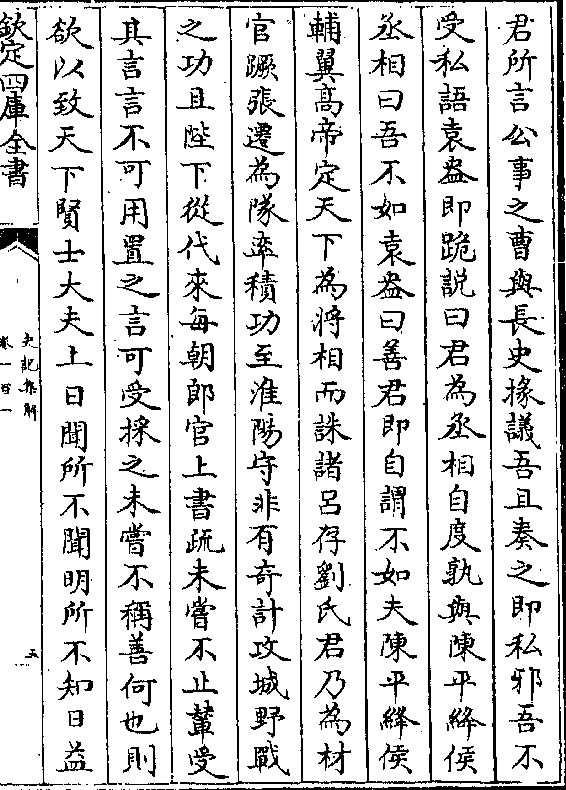 君所言公事之曹與長史掾議吾且奏之即私邪吾不
受私語袁盎即跪説曰君為丞相自度孰與陳平絳侯
丞相曰吾不如袁盎曰善君即自謂不如夫陳平絳侯
輔翼髙帝定天下為將相而誅諸呂存劉氏君乃為材
官蹶張遷為隊率積功至淮陽守非有奇計攻城野戰
之功且陛下從代來每朝郎官上書疏未嘗不止輦受
其言言不可用置之言可受採之未嘗不稱善何也則
欲以致天下賢士大夫上日聞所不聞明所不知日益
欽定四庫全書
史記集解
卷一百一
五